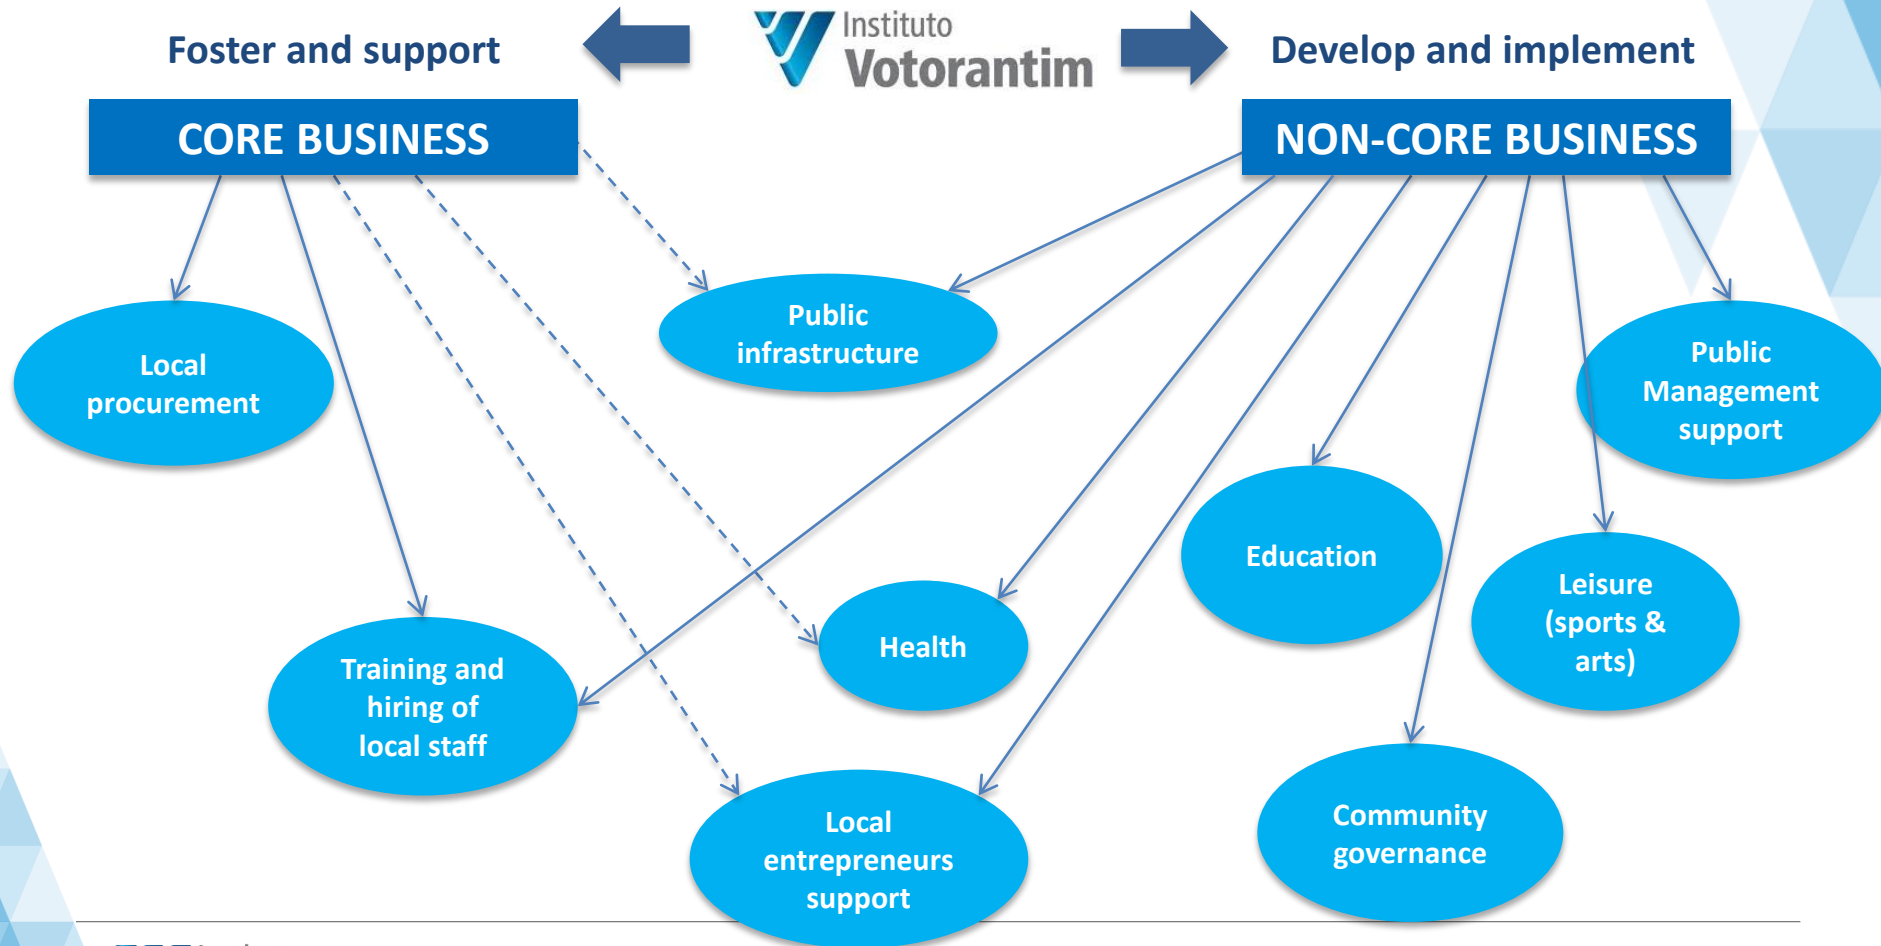 Foster and support
Instituto
Votorantim
Develop and implement
CORE BUSINESS
NON-CORE BUSINESS
Public
infrastructure
Local
procurement
Public
Management
support
Education
Leisure
(sports &
arts)
Health
Training and
hiring of
local staff
Local
entrepreneurs
support
Community
governance